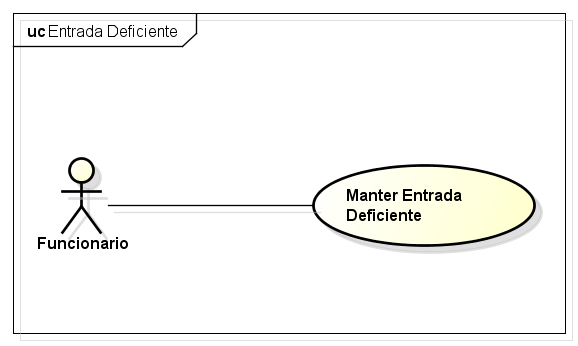 uc Entrada Deficiente
Manter Entrada
Deficiente
Funcionario